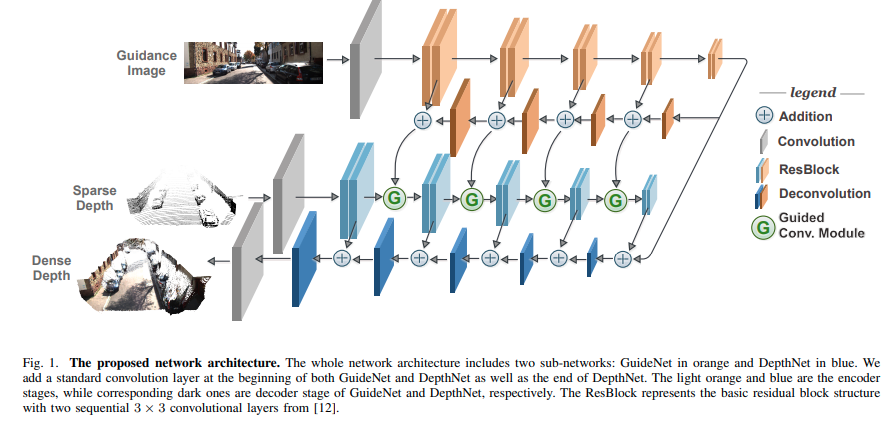 Guidance
Image
legend
Addition
Convolution
ResBlock
Deconvolution
Guided
Conv. Module
G
Sparse
Depth
G
G
G
G
Dense
Depth
Fig. 1. The proposed network architecture. The whole network architecture includes two sub-networks: GuideNet in orange and DepthNet in blue. We
add a standard convolution layer at the beginning of both GuideNet and DepthNet as well as the end of DepthNet. The light orange and blue are the encoder
stages, while corresponding dark ones are decoder stage of GuideNet and DepthNet, respectively. The ResBlock represents the basic residual block structure
with two sequential 3 × 3 convolutional layers from [12].